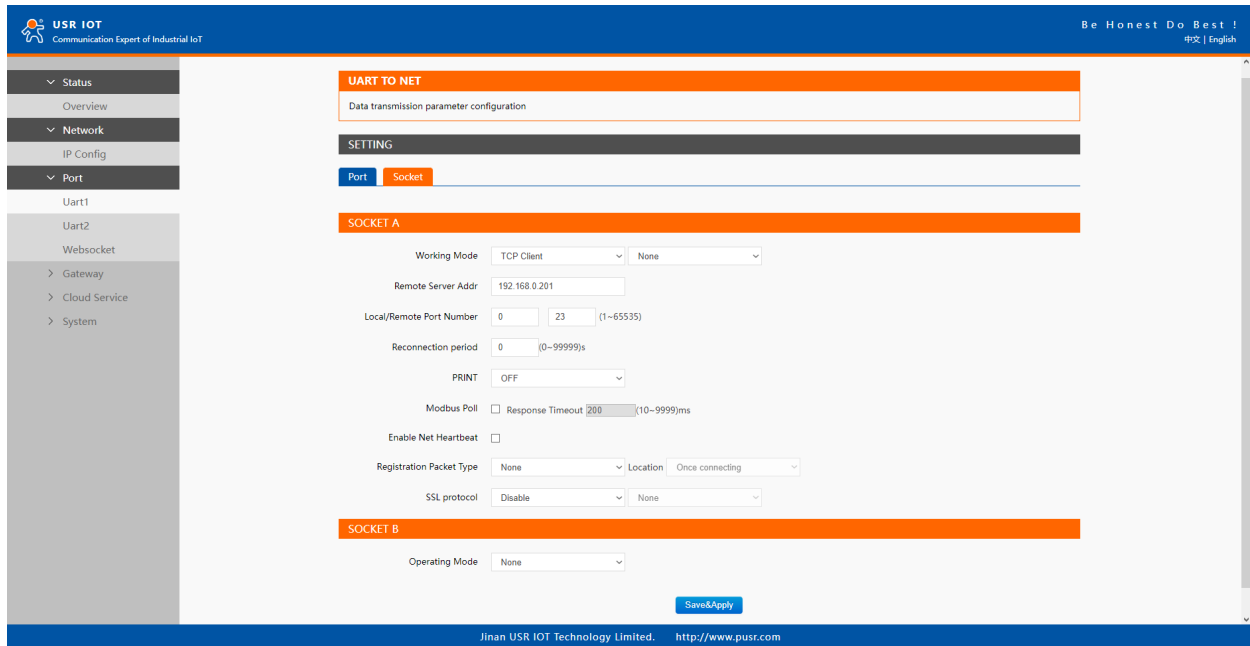 USR IOT
Communication Expert of Industrial IoT
Be Honest Do Best !
中文 | English
Status
Overview
Network
IP Config
Port
Uart1
Uart2
Websocket
Gateway
Cloud Service
System
UART TO NET
Data transmission parameter configuration
SETTING
Port Socket
SOCKET A
Working Mode TCP Client None
Remote Server Addr 192.168.0.201
Local/Remote Port Number 0 23 (1~65535)
Reconnection period 0 (0~99999)s
PRINT OFF
Modbus Poll Response Timeout 200 (10~9999)ms
Enable Net Heartbeat
Registration Packet Type None Location Once connecting
SSL protocol Disable None
SOCKET B
Operating Mode None
Save&Apply
Jinan USR IOT Technology Limited. http://www.pusr.com